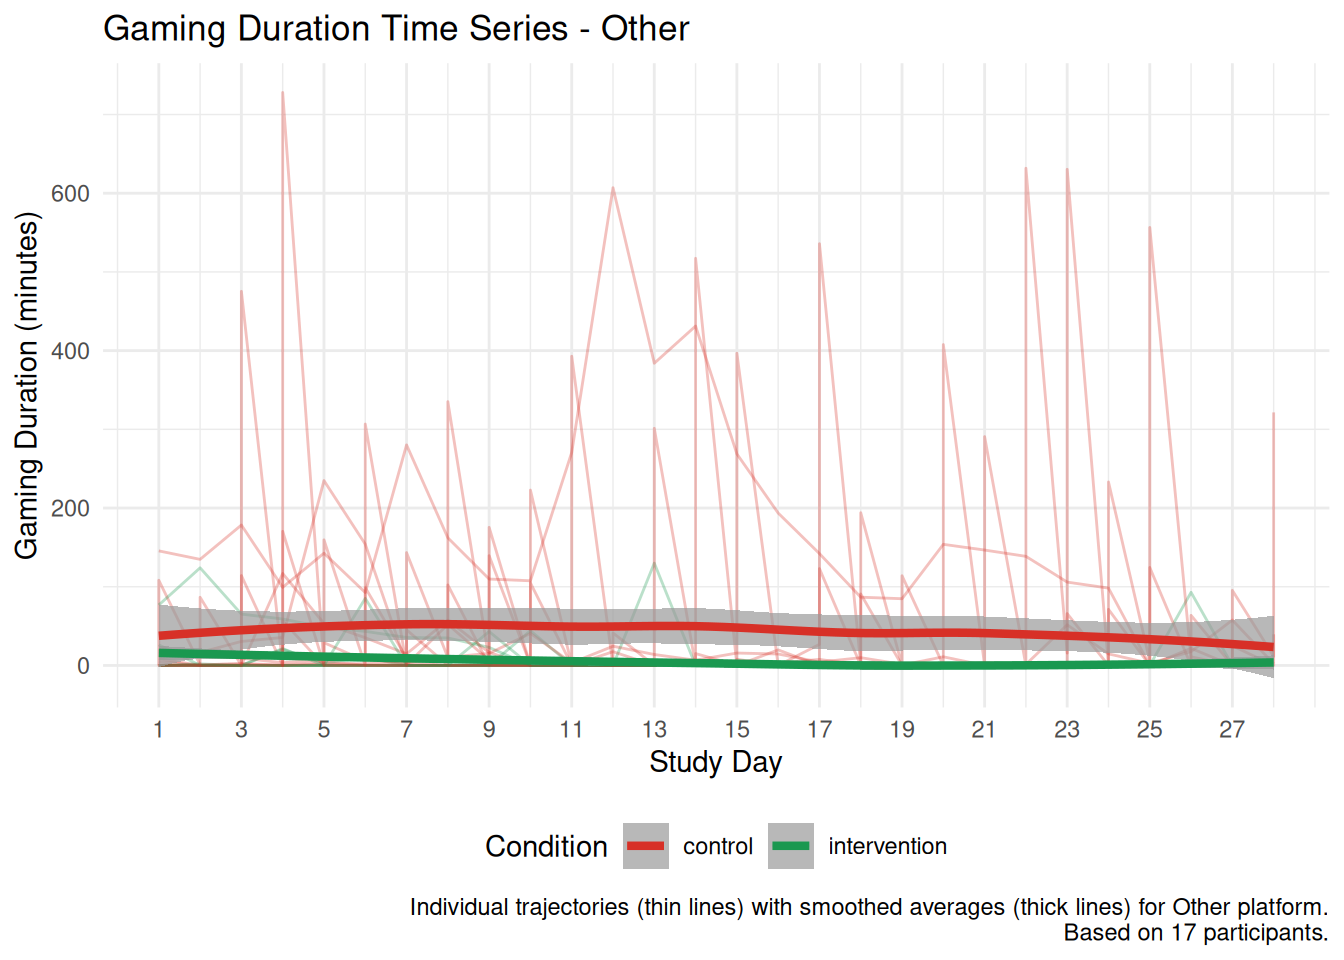 Gaming Duration Time Series - Other
Gaming Duration (minutes)
600
400
200
0
1 3 5 7 9 11 13 15 17 19 21 23 25 27
Study Day
Condition control intervention
Individual trajectories (thin lines) with smoothed averages (thick lines) for Other platform.
Based on 17 participants.